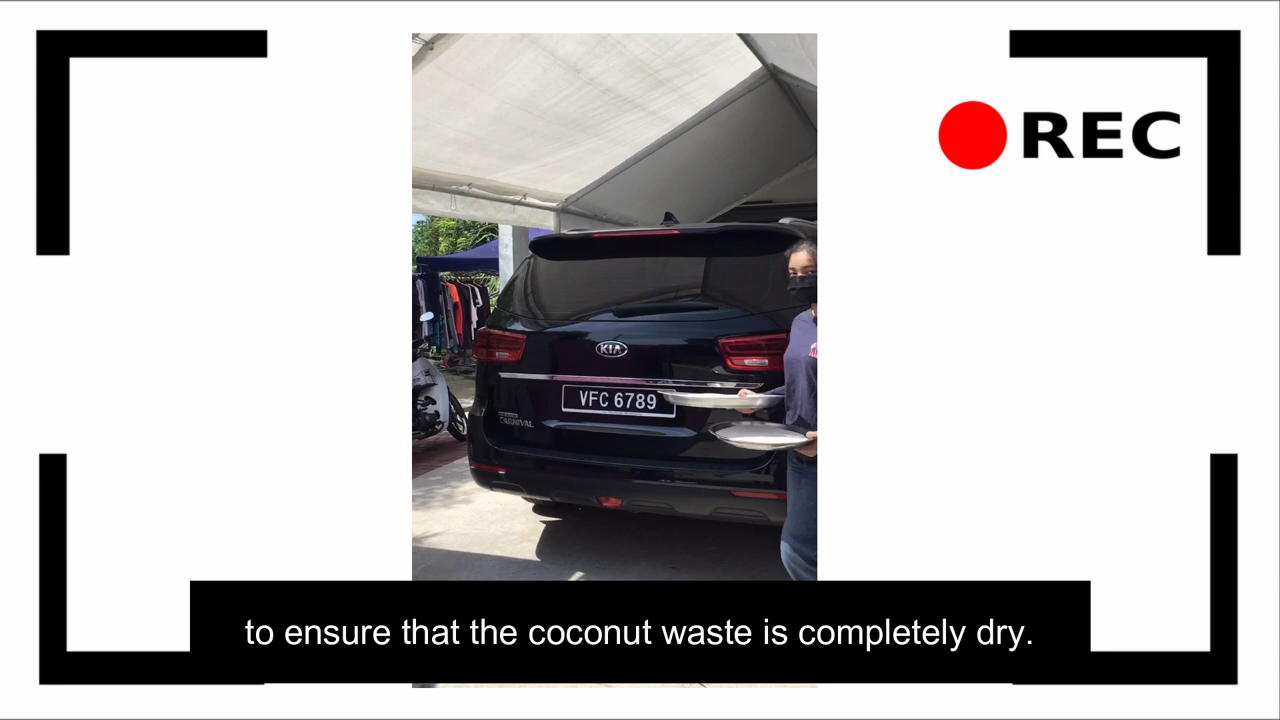 REC
KIA
VFC 6789
CARNIVAL
to ensure that the coconut waste is completely dry.